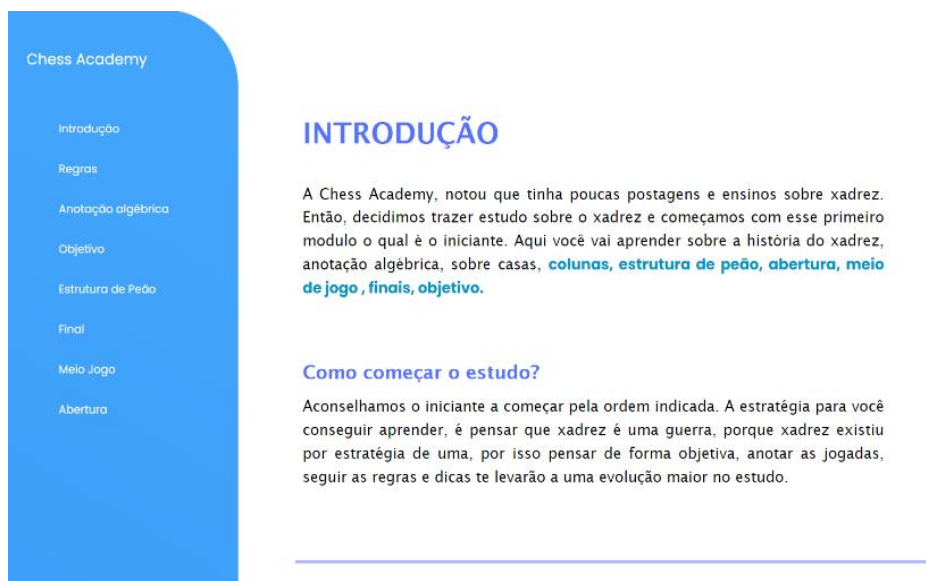 Chess Academy
Introdução
Regras
Anotação algébrica
Objetivo
Estrutura de Peão
Final
Meio Jogo
Abertura
INTRODUÇÃO
A Chess Academy, notou que tinha poucas postagens e ensinos sobre xadrez.
Então, decidimos trazer estudo sobre o xadrez e começamos com esse primeiro
modulo o qual é o iniciante. Aqui você vai aprender sobre a história do xadrez,
anotação algébrica, sobre casas, colunas, estrutura de peão, abertura, meio
de jogo , finais, objetivo.
Como começar o estudo?
Aconselhamos o iniciante a começar pela ordem indicada. A estratégia para você
conseguir aprender, é pensar que xadrez é uma guerra, porque xadrez existiu
por estratégia de uma, por isso pensar de forma objetiva, anotar as jogadas,
seguir as regras e dicas te levarão a uma evolução maior no estudo.